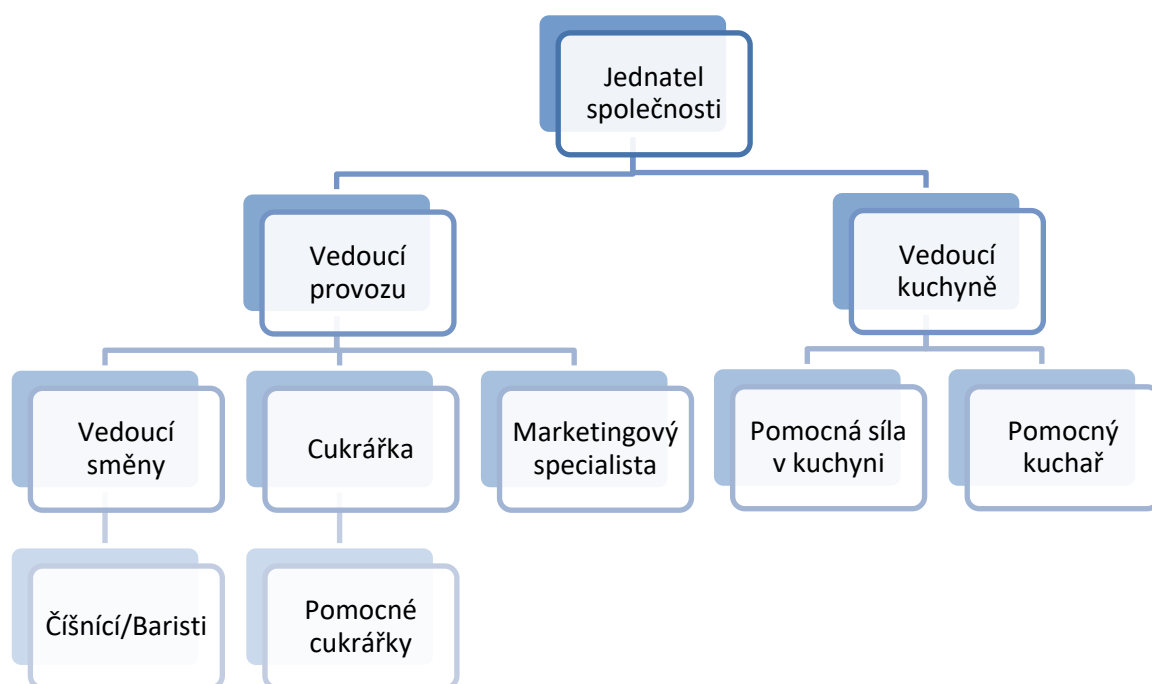 Jednatel
společnosti
Vedoucí
provozu
Vedoucí
kuchyně
Vedoucí
směny
Cukrářka
Marketingový
specialista
Pomocná síla
v kuchyni
Pomocný
kuchař
Číšnící/Baristi
Pomocné
cukrářky